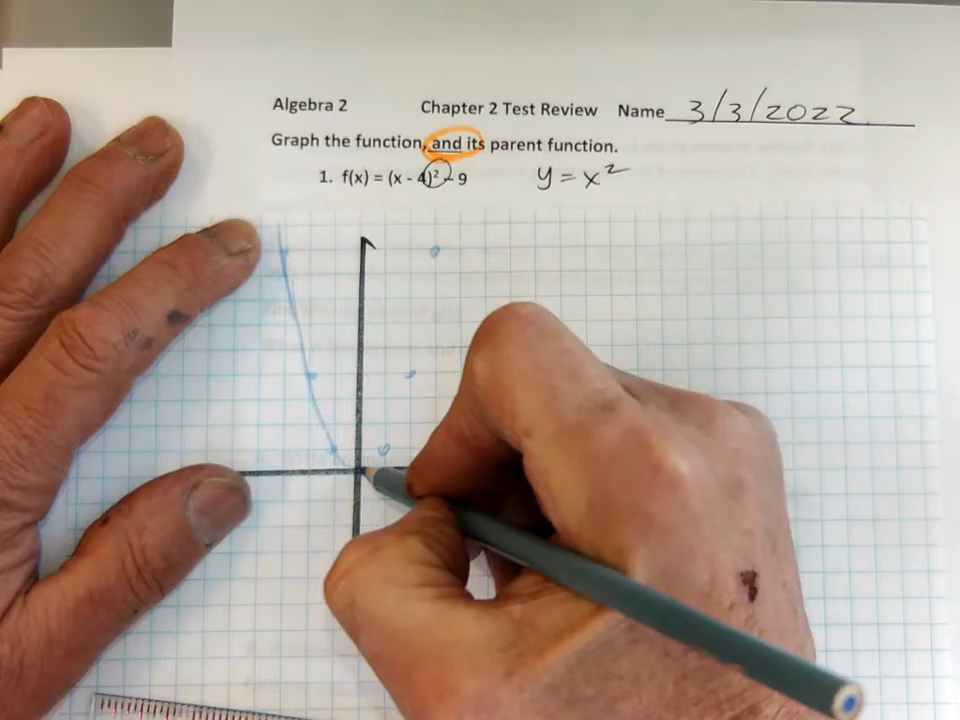 Algebra 2 Chapter 2 Test Review Name 3/3/2022
Graph the function, and its parent function.
1. f(x) = (x - 4)² - 9 y = x²